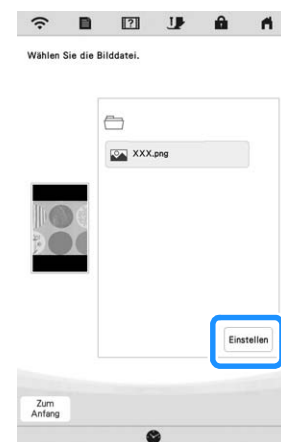 Wählen Sie die Bilddatei.
XXX.png
Einstellen
Zum
Anfang